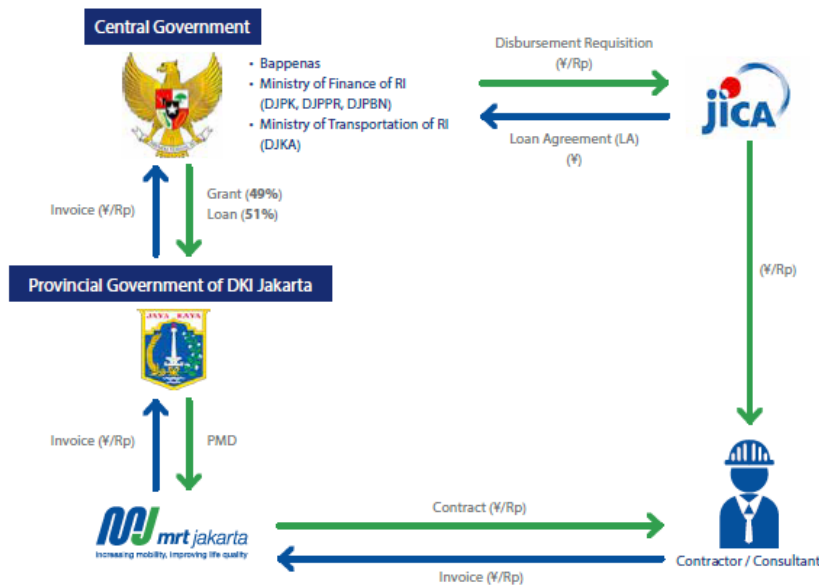 Central Government
• Bappenas
• Ministry of Finance of RI
(DJPK, DJPPR, DJPBN)
• Ministry of Transportation of RI
(DJKA)
Disbursement Requisition
(¥/Rp)
jICA
Loan Agreement (LA)
(¥)
Invoice (¥/Rp)
Grant (49%)
Loan (51%)
(¥/Rp)
Provincial Government of DKI Jakarta
JAYA RAYA
Invoice (¥/Rp)
PMD
Contract (¥/Rp)
mrt jakarta
increasing mobility, improving life quality
Invoice (¥/Rp)
Contractor / Consultant